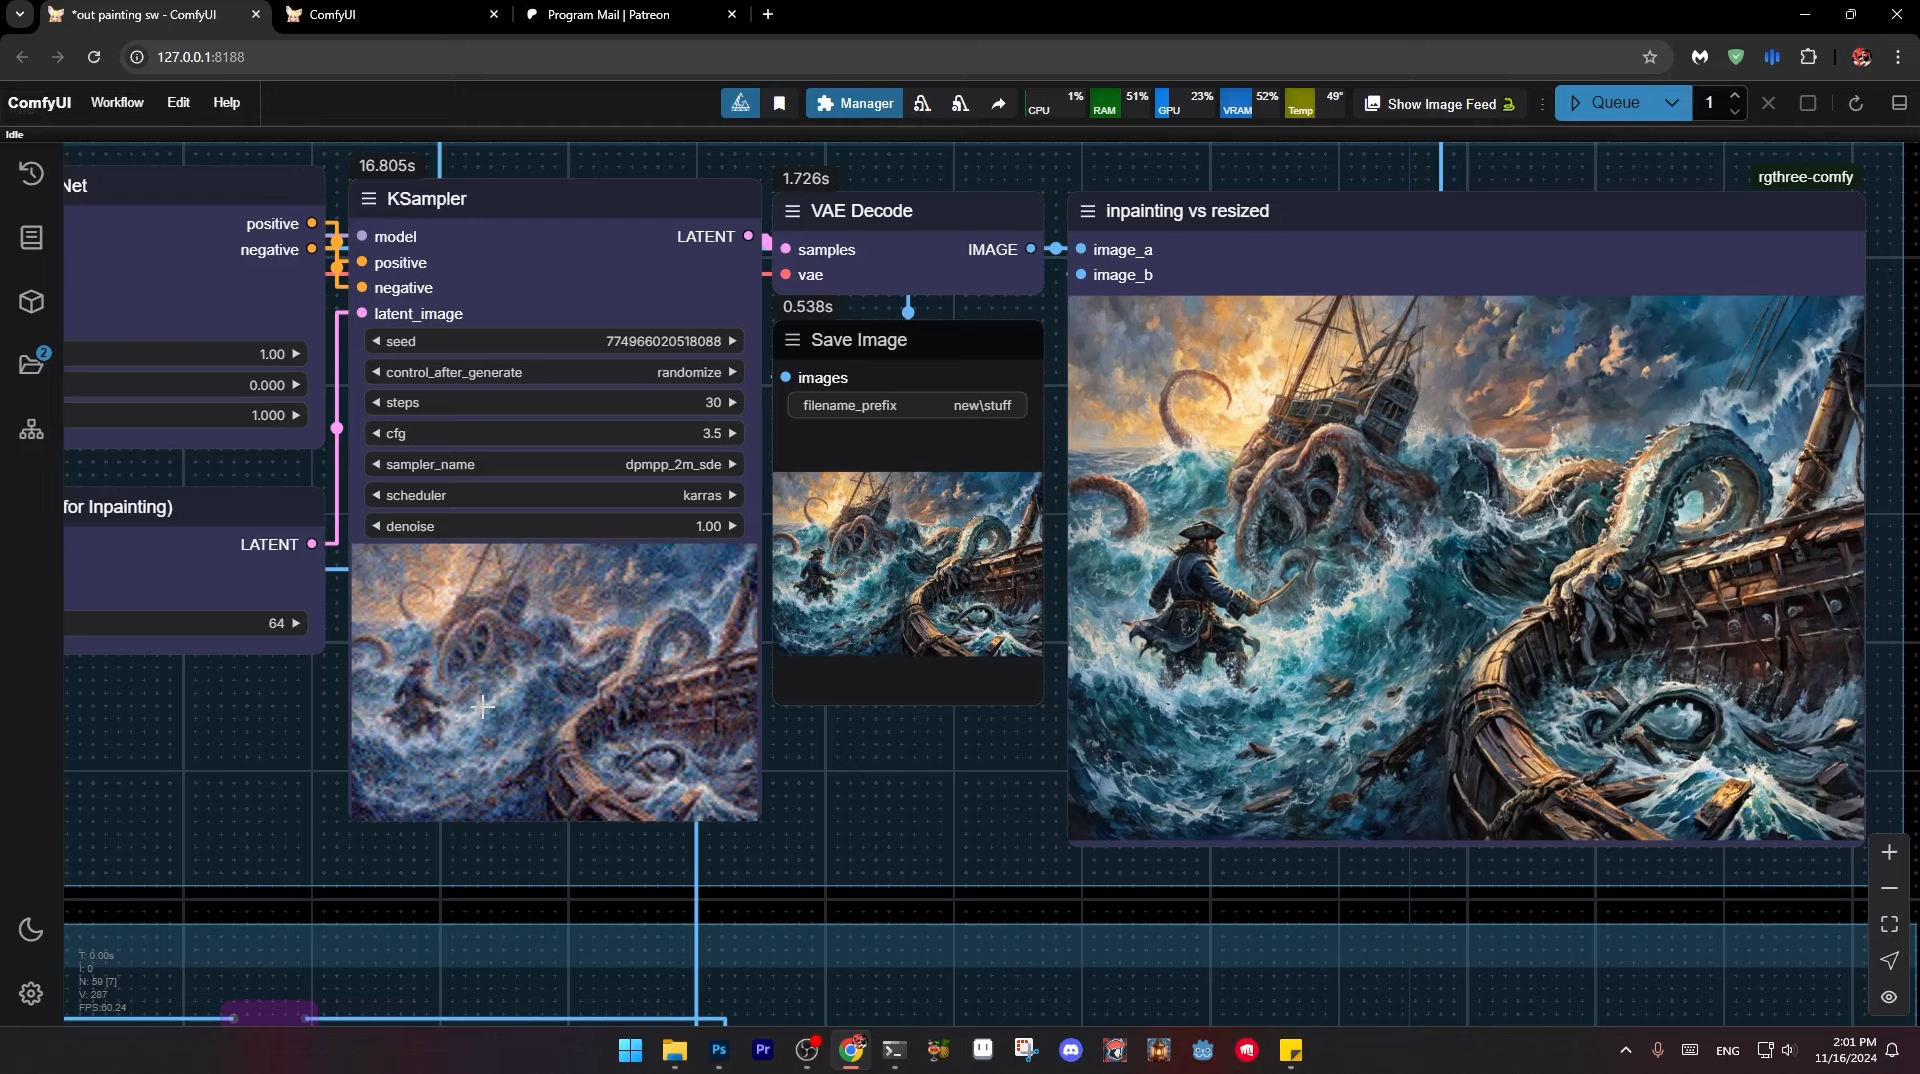 *out painting sw - ComfyUI
ComfyUI
Program Mail | Patreon
127.0.0.1:8188
ComfyUI
Workflow
Edit
Help
Manager
CPU
1%
RAM
51%
GPU
23%
VRAM
52%
Temp
49°
Show Image Feed
Queue
1
Idle
2
Net
positive
negative
1.00
0.000
1.000
for Inpainting)
LATENT
64
16.805s
KSampler
model
LATENT
positive
negative
latent_image
seed
774966020518088
control_after_generate
randomize
steps
30
cfg
3.5
sampler_name
dpmpp_2m_sde
scheduler
karras
denoise
1.00
1.726s
VAE Decode
samples
IMAGE
vae
0.538s
Save Image
images
filename_prefix
new\stuff
rgthree-comfy
inpainting vs resized
image_a
image_b
T: 0.00s
I: 0
N: 59 [7]
V: 287
FPS:60.24
Ps
Pr
ENG
2:01 PM
11/16/2024